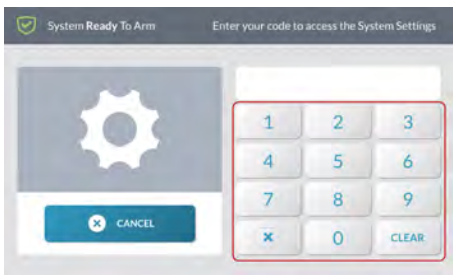 System Ready To Arm
Enter your code to access the System Settings
1 2 3
4 5 6
7 8 9
CANCEL
0 CLEAR